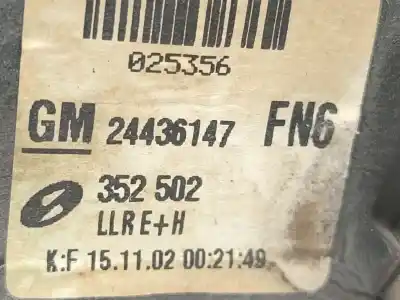 025356
GM 24436147 FN6
352 502
LLRE+H
K:F 15.11.02 00:21:49